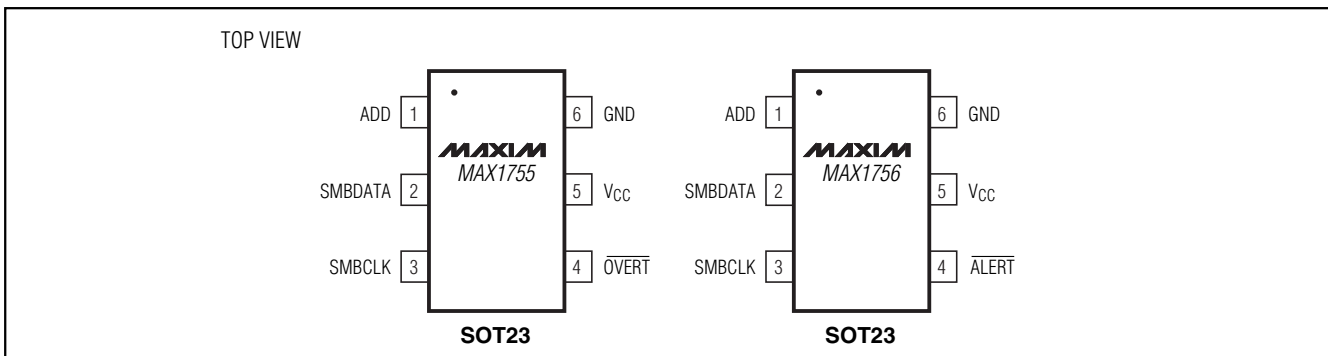 TOP VIEW
ADD 1
6 GND
MAXIM
MAX1755
SMBDATA 2
5 VCC
SMBCLK 3
4 OVERT
SOT23
ADD 1
6 GND
MAXIM
MAX1756
SMBDATA 2
5 VCC
SMBCLK 3
4 ALERT
SOT23